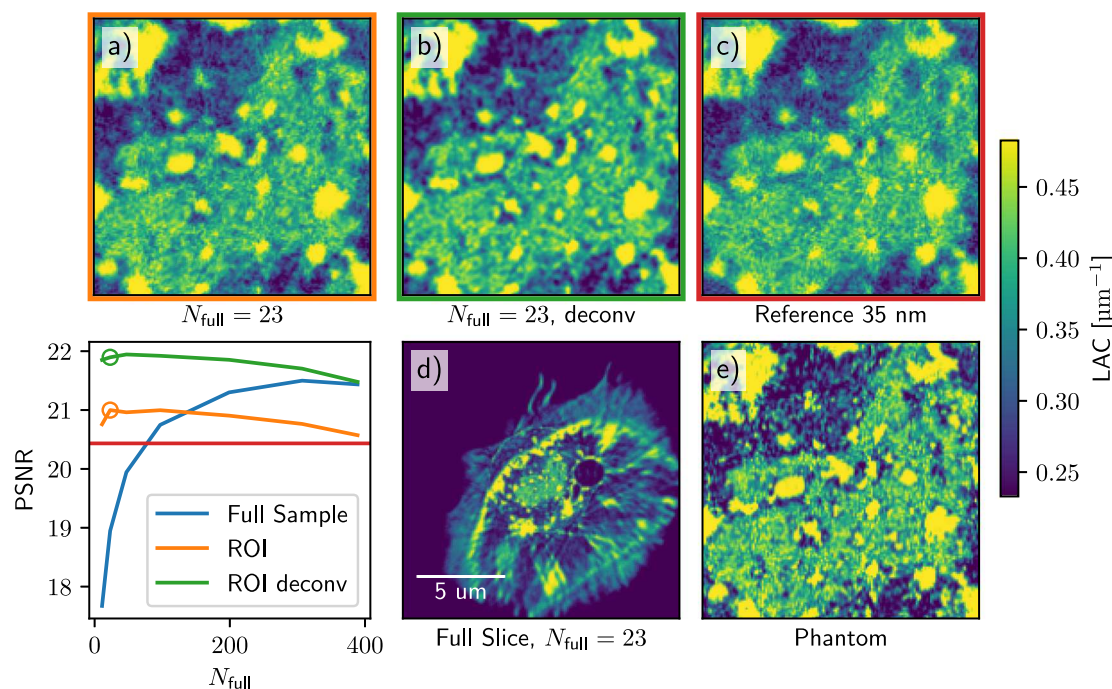 a)
b)
c)
N_full = 23
N_full = 23, deconv
Reference 35 nm
0.45
0.40
0.35
0.30
0.25
LAC [μm⁻¹]
22
21
20
19
18
PSNR
Full Sample
ROI
ROI deconv
0
200
400
N_full
d)
5 um
Full Slice, N_full = 23
e)
Phantom